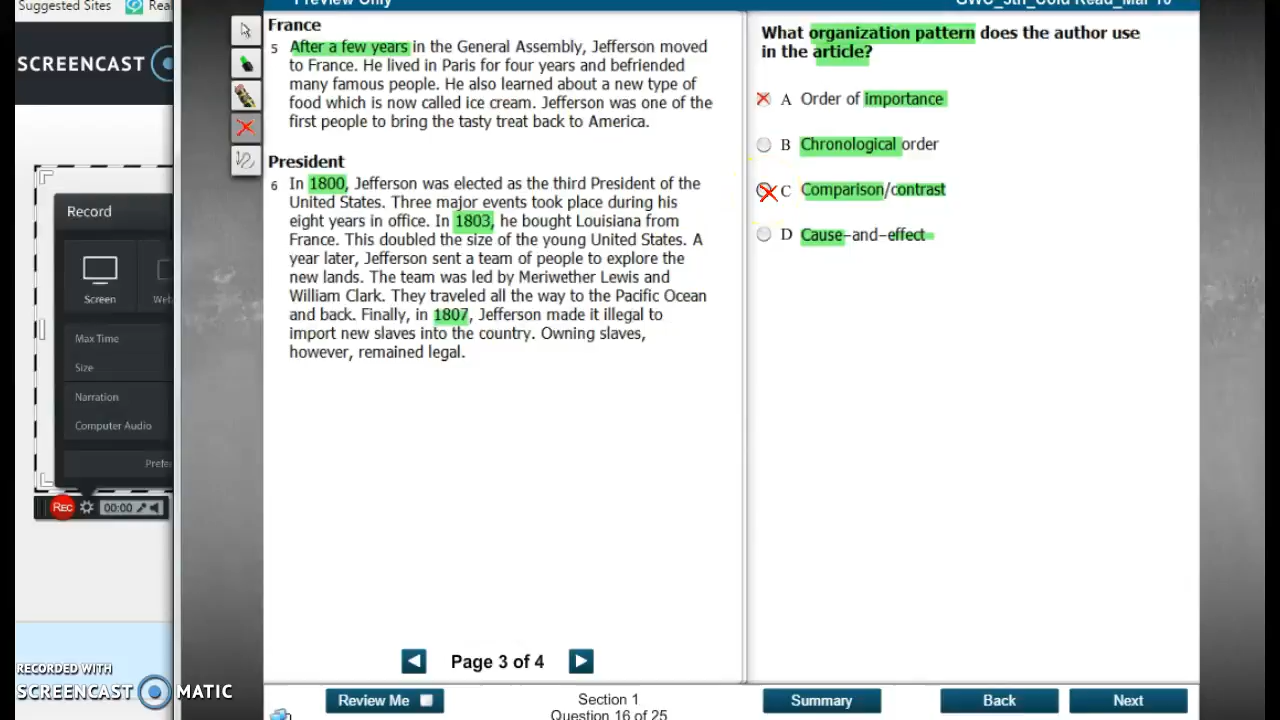 Suggested Sites
Rea
SCREENCAST
Record
Screen
Max Time
Size
Narration
Computer Audio
Prefe
Rec
00:00
RECORDED WITH
SCREENCAST MATIC
Preview Only
France
5 After a few years in the General Assembly, Jefferson moved
to France. He lived in Paris for four years and befriended
many famous people. He also learned about a new type of
food which is now called ice cream. Jefferson was one of the
first people to bring the tasty treat back to America.
President
6 In 1800, Jefferson was elected as the third President of the
United States. Three major events took place during his
eight years in office. In 1803, he bought Louisiana from
France. This doubled the size of the young United States. A
year later, Jefferson sent a team of people to explore the
new lands. The team was led by Meriwether Lewis and
William Clark. They traveled all the way to the Pacific Ocean
and back. Finally, in 1807, Jefferson made it illegal to
import new slaves into the country. Owning slaves,
however, remained legal.
Page 3 of 4
What organization pattern does the author use
in the article?
A Order of importance
B Chronological order
C Comparison/contrast
D Cause-and-effect
Review Me
Section 1
Question 16 of 25
Summary
Back
Next